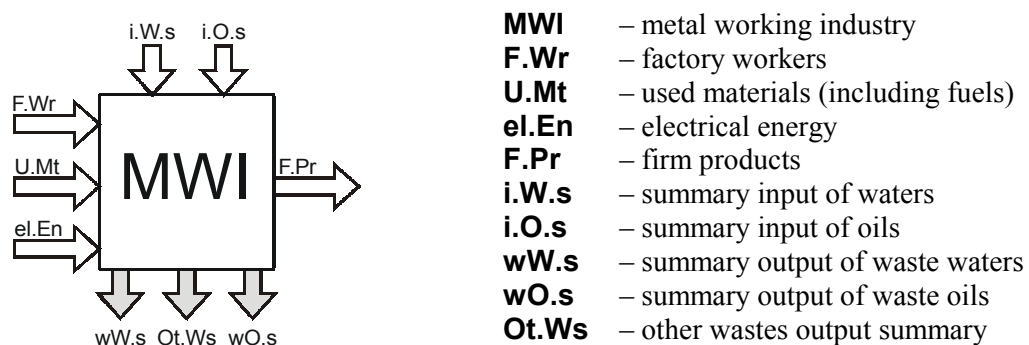 i.W.s i.O.s
F.Wr
U.Mt
el.En
MWI
F.Pr
wW.s Ot.Ws wO.s
MWI – metal working industry
F.Wr – factory workers
U.Mt – used materials (including fuels)
el.En – electrical energy
F.Pr – firm products
i.W.s – summary input of waters
i.O.s – summary input of oils
wW.s – summary output of waste waters
wO.s – summary output of waste oils
Ot.Ws – other wastes output summary